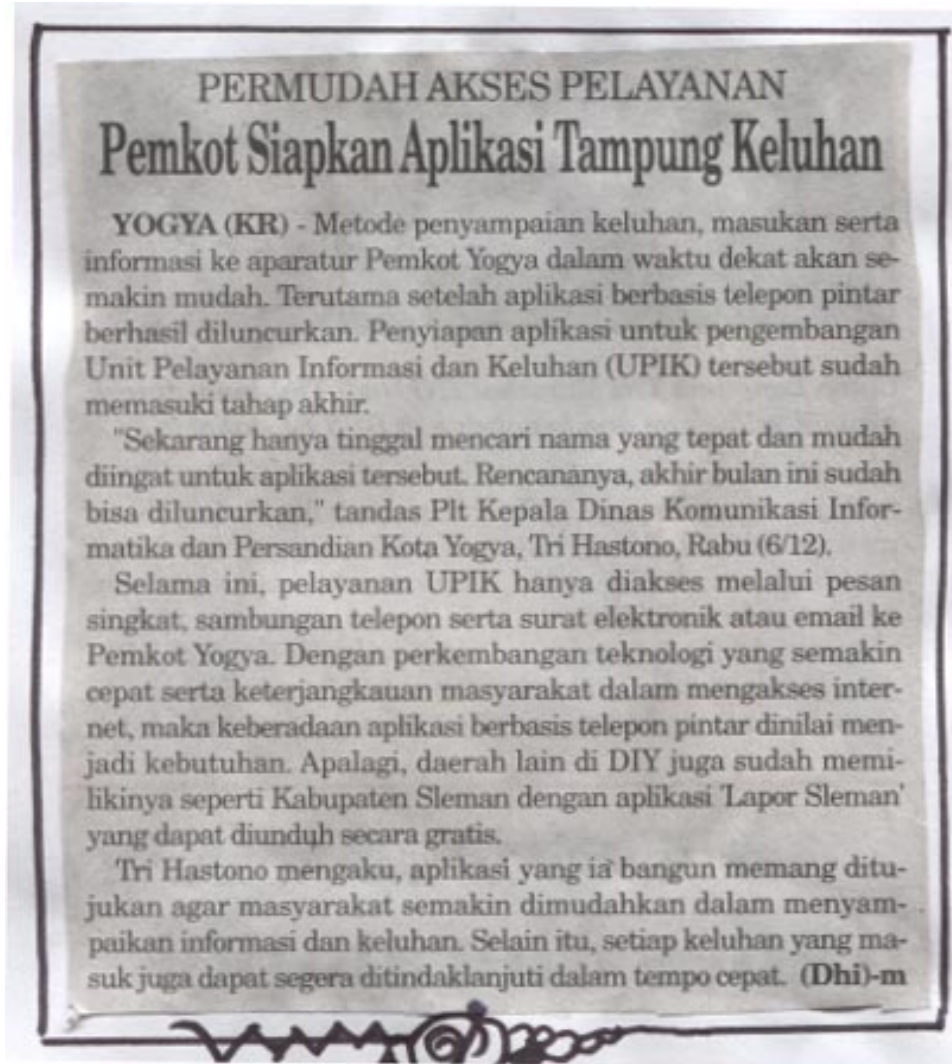 PERMUDAH AKSES PELAYANAN
Pemkot Siapkan Aplikasi Tampung Keluhan
YOGYA (KR) - Metode penyampaian keluhan, masukan serta
informasi ke aparatur Pemkot Yogya dalam waktu dekat akan se-
makin mudah. Terutama setelah aplikasi berbasis telepon pintar
berhasil diluncurkan. Penyiapan aplikasi untuk pengembangan
Unit Pelayanan Informasi dan Keluhan (UPIK) tersebut sudah
memasuki tahap akhir.
"Sekarang hanya tinggal mencari nama yang tepat dan mudah
diingat untuk aplikasi tersebut. Rencananya, akhir bulan ini sudah
bisa diluncurkan," tandas Plt Kepala Dinas Komunikasi Infor-
matika dan Persandian Kota Yogya, Tri Hastono, Rabu (6/12).
Selama ini, pelayanan UPIK hanya diakses melalui pesan
singkat, sambungan telepon serta surat elektronik atau email ke
Pemkot Yogya. Dengan perkembangan teknologi yang semakin
cepat serta keterjangkauan masyarakat dalam mengakses inter-
net, maka keberadaan aplikasi berbasis telepon pintar dinilai men-
jadi kebutuhan. Apalagi, daerah lain di DIY juga sudah memi-
likinya seperti Kabupaten Sleman dengan aplikasi 'Lapor Sleman'
yang dapat diunduh secara gratis.
Tri Hastono mengaku, aplikasi yang ia bangun memang ditu-
jukan agar masyarakat semakin dimudahkan dalam menyam-
paikan informasi dan keluhan. Selain itu, setiap keluhan yang ma-
suk juga dapat segera ditindaklanjuti dalam tempo cepat. (Dhi)-m